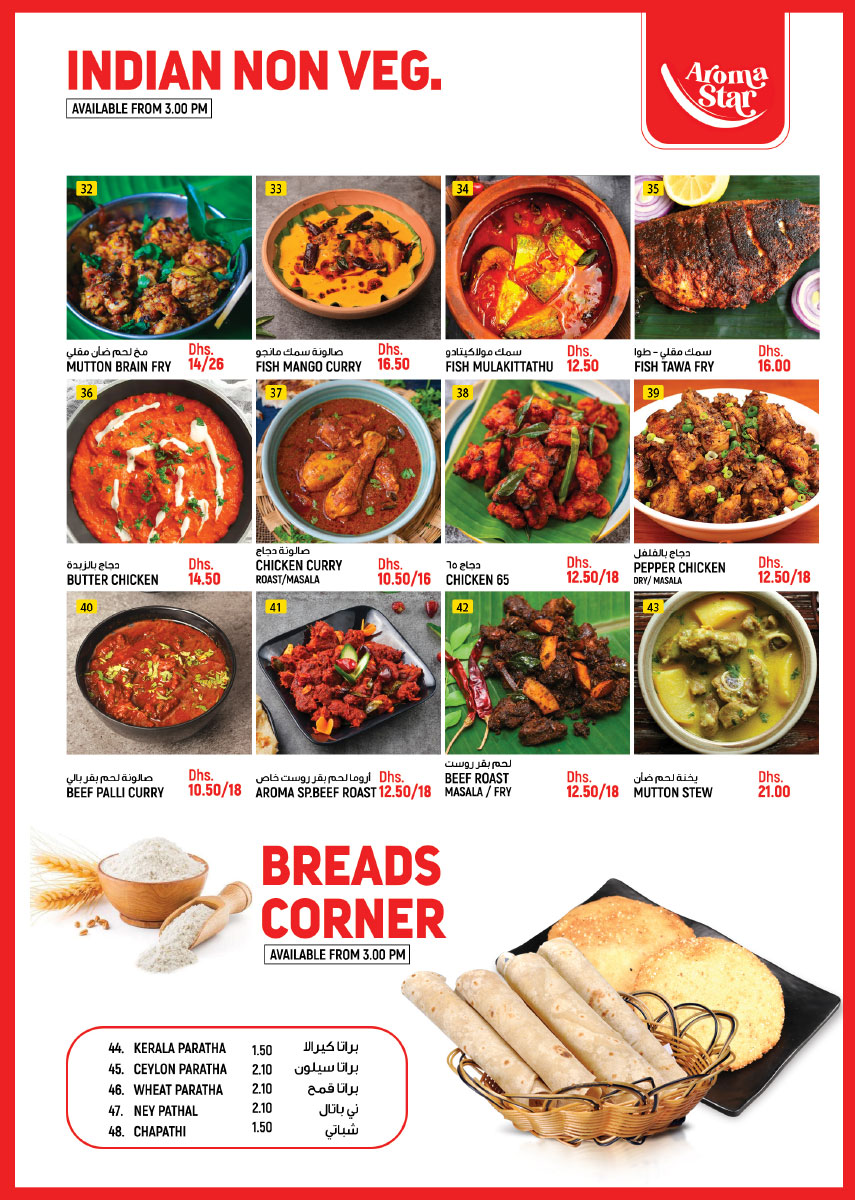 INDIAN NON VEG.
AVAILABLE FROM 3.00 PM
Aroma
Star
32
33
34
35
مخ لحم ضأن مقلي
MUTTON BRAIN FRY
Dhs.
14/26
صالونة سمك مانجو
FISH MANGO CURRY
Dhs.
16.50
سمك مولاكيتادو
FISH MULAKITTATHU
Dhs.
12.50
سمك مقلي - طوا
FISH TAWA FRY
Dhs.
16.00
36
37
38
39
دجاج بالزبدة
BUTTER CHICKEN
Dhs.
14.50
صالونة دجاج
CHICKEN CURRY
ROAST/MASALA
Dhs.
10.50/16
دجاج ٦٥
CHICKEN 65
Dhs.
12.50/18
دجاج بالفلفل
PEPPER CHICKEN
DRY/ MASALA
Dhs.
12.50/18
40
41
42
43
صالونة لحم بقر بالي
BEEF PALLI CURRY
Dhs.
10.50/18
أروما لحم بقر روست خاص
AROMA SP.BEEF ROAST
Dhs.
12.50/18
لحم بقر روست
BEEF ROAST
MASALA / FRY
Dhs.
12.50/18
يخنة لحم ضأن
MUTTON STEW
Dhs.
21.00
BREADS
CORNER
AVAILABLE FROM 3.00 PM
44. KERALA PARATHA 1.50 براتا كيرالا
45. CEYLON PARATHA 2.10 براتا سيلون
46. WHEAT PARATHA 2.10 براتا قمح
47. NEY PATHAL 2.10 ني باتال
48. CHAPATHI 1.50 شباتي